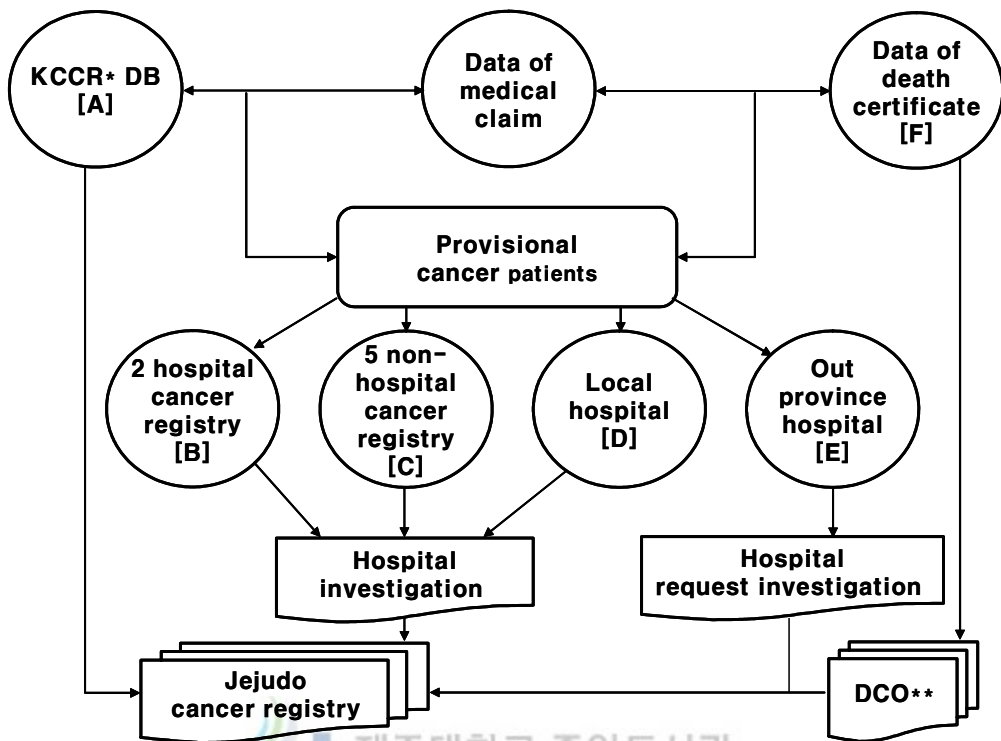 KCCR* DB
[A]
Data of
medical
claim
Data of
death
certificate
[F]
Provisional
cancer patients
2 hospital
cancer
registry
[B]
5 non-
hospital
cancer
registry
[C]
Local
hospital
[D]
Out
province
hospital
[E]
Hospital
investigation
Hospital
request investigation
Jejudo
cancer registry
DCO**